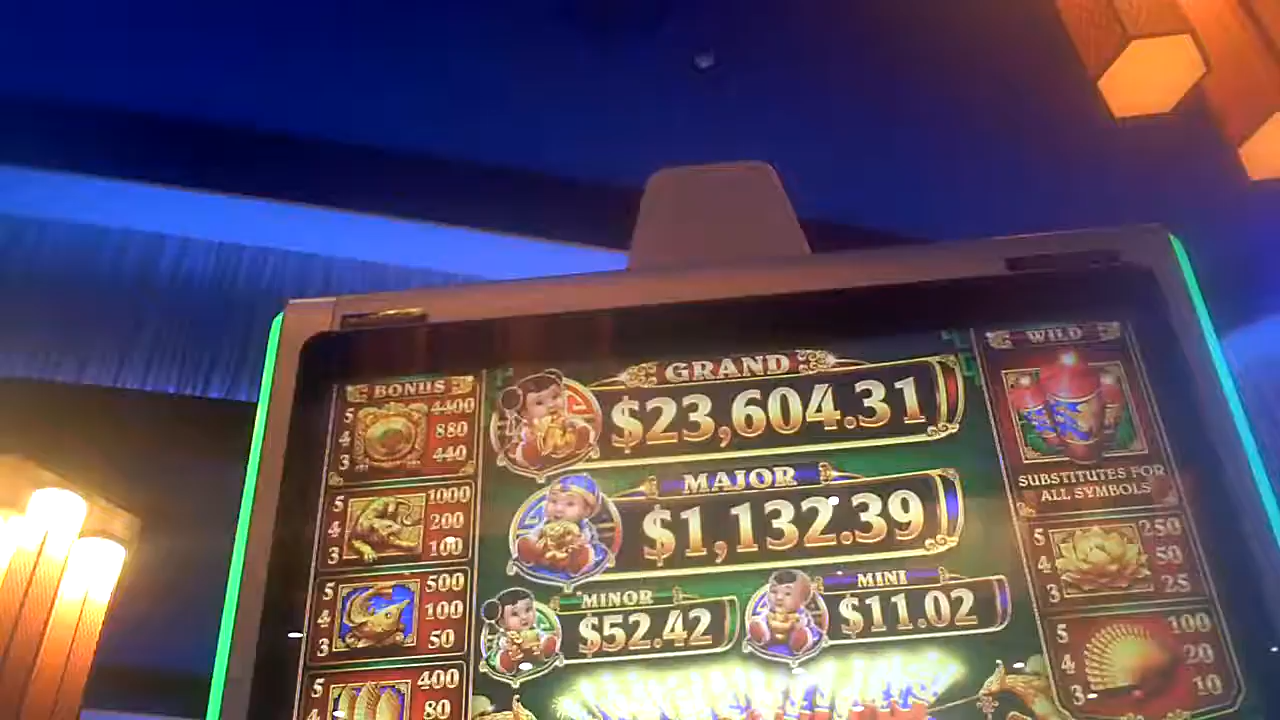 BONUS
5 4400
4 880
3 440
5 1000
4 200
3 100
5 500
4 100
3 50
5 400
4 80
3
GRAND
$23,604.31
MAJOR
$1,132.39
MINOR
$52.42
MINI
$11.02
WILD
SUBSTITUTES FOR
ALL SYMBOLS
5 250
4 50
3 25
5 100
4 20
3 10